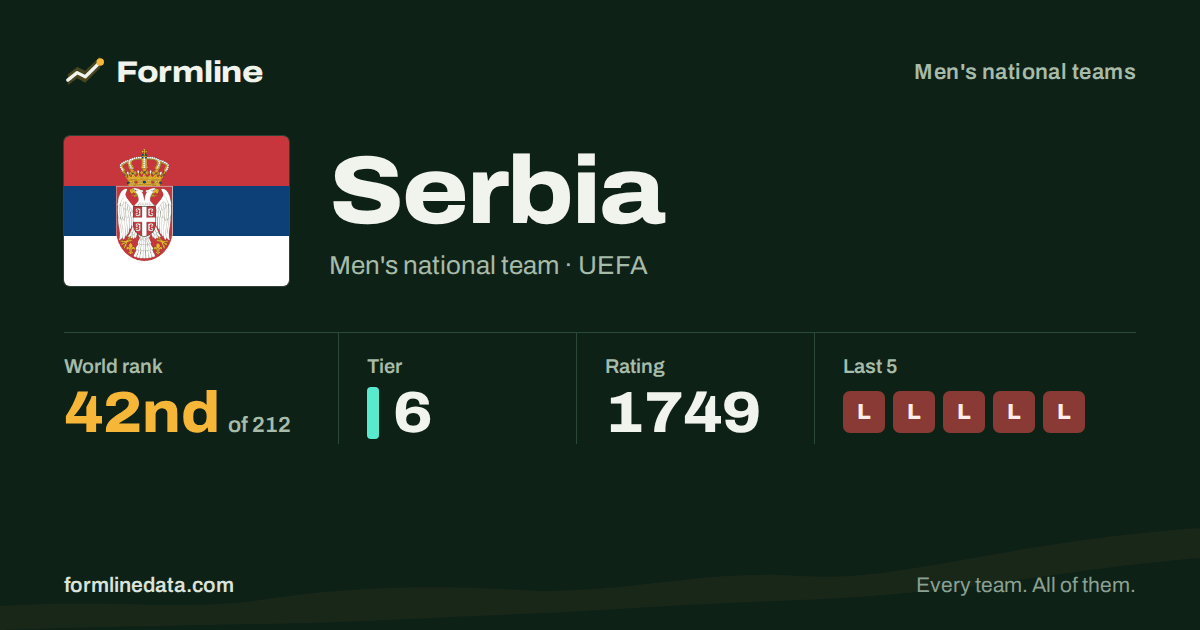 Formline
Men's national teams
Serbia
Men's national team · UEFA
World rank
42nd of 212
Tier
6
Rating
1749
Last 5
L L L L L
formlinedata.com
Every team. All of them.